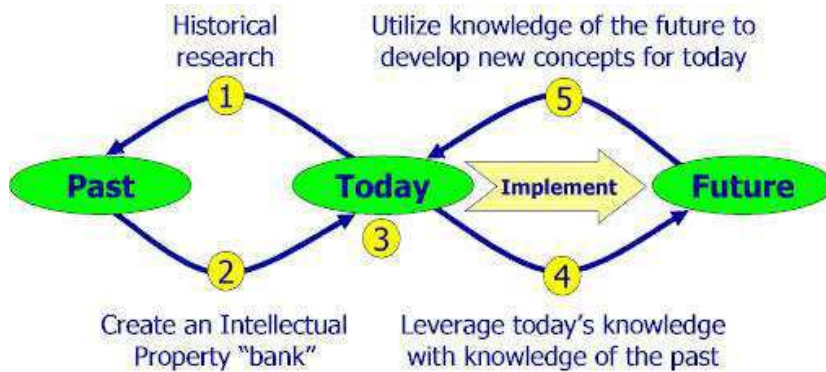 Historical
research
Utilize knowledge of the future to
develop new concepts for today
1
5
Past
Today
Implement
Future
3
2
4
Create an Intellectual
Property “bank”
Leverage today’s knowledge
with knowledge of the past